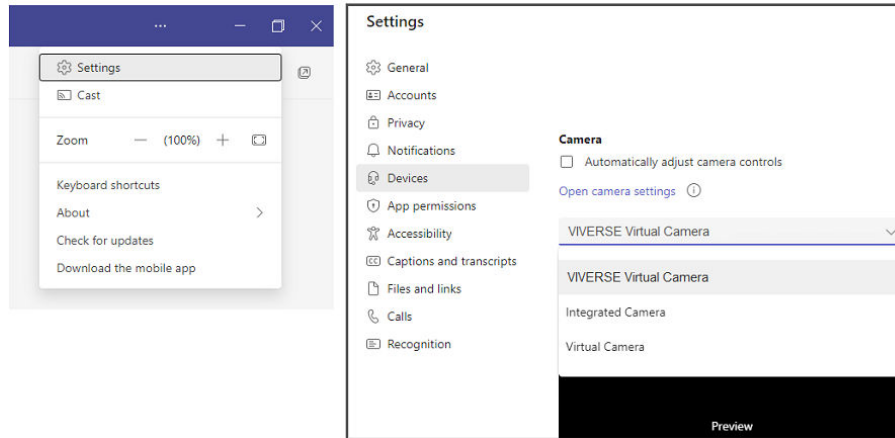 ...
Settings
Cast
Zoom — (100%) +
Keyboard shortcuts
About
Check for updates
Download the mobile app
Settings
General
Accounts
Privacy
Notifications
Devices
App permissions
Accessibility
CC Captions and transcripts
Files and links
Calls
Recognition
Camera
Automatically adjust camera controls
Open camera settings
VIVERSE Virtual Camera
VIVERSE Virtual Camera
Integrated Camera
Virtual Camera
Preview